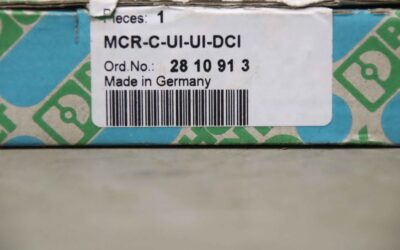 Pieces: 1
MCR-C-UI-UI-DCI
Ord.No.: 28 10 91 3
Made in Germany